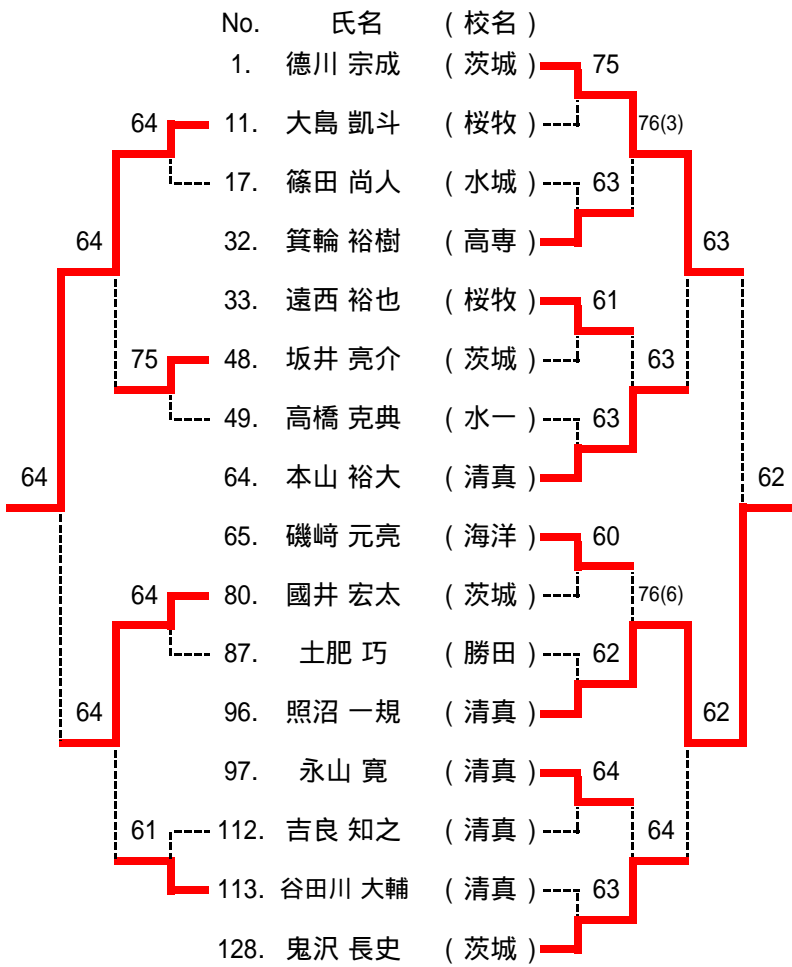 No. 氏名 (校名)
1. 德川 宗成 (茨城) 75
64 11. 大島 凱斗 (桜牧) 76(3)
17. 篠田 尚人 (水城) 63
64 32. 箕輪 裕樹 (高専) 63
33. 遠西 裕也 (桜牧) 61
75 48. 坂井 亮介 (茨城) 63
49. 高橋 克典 (水一) 63
64 64. 本山 裕大 (清真) 62
65. 磯﨑 元亮 (海洋) 60
64 80. 國井 宏太 (茨城) 76(6)
87. 土肥 巧 (勝田) 62
64 96. 照沼 一規 (清真) 62
97. 永山 寛 (清真) 64
61 112. 吉良 知之 (清真) 64
113. 谷田川 大輔 (清真) 63
128. 鬼沢 長史 (茨城)